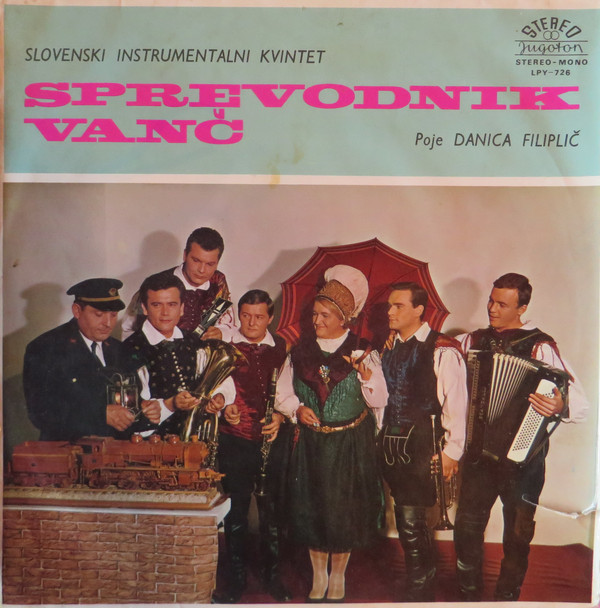 SLOVENSKI INSTRUMENTALNI KVINTET
STEREO
Jugoton
STEREO-MONO
LPY-726
SPREVODNIK
VANČ
Poje DANICA FILIPLIČ